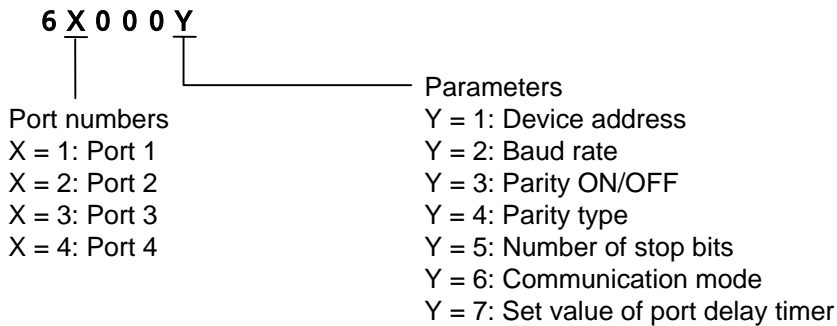 6 X 0 0 0 Y
Port numbers
X = 1: Port 1
X = 2: Port 2
X = 3: Port 3
X = 4: Port 4
Parameters
Y = 1: Device address
Y = 2: Baud rate
Y = 3: Parity ON/OFF
Y = 4: Parity type
Y = 5: Number of stop bits
Y = 6: Communication mode
Y = 7: Set value of port delay timer